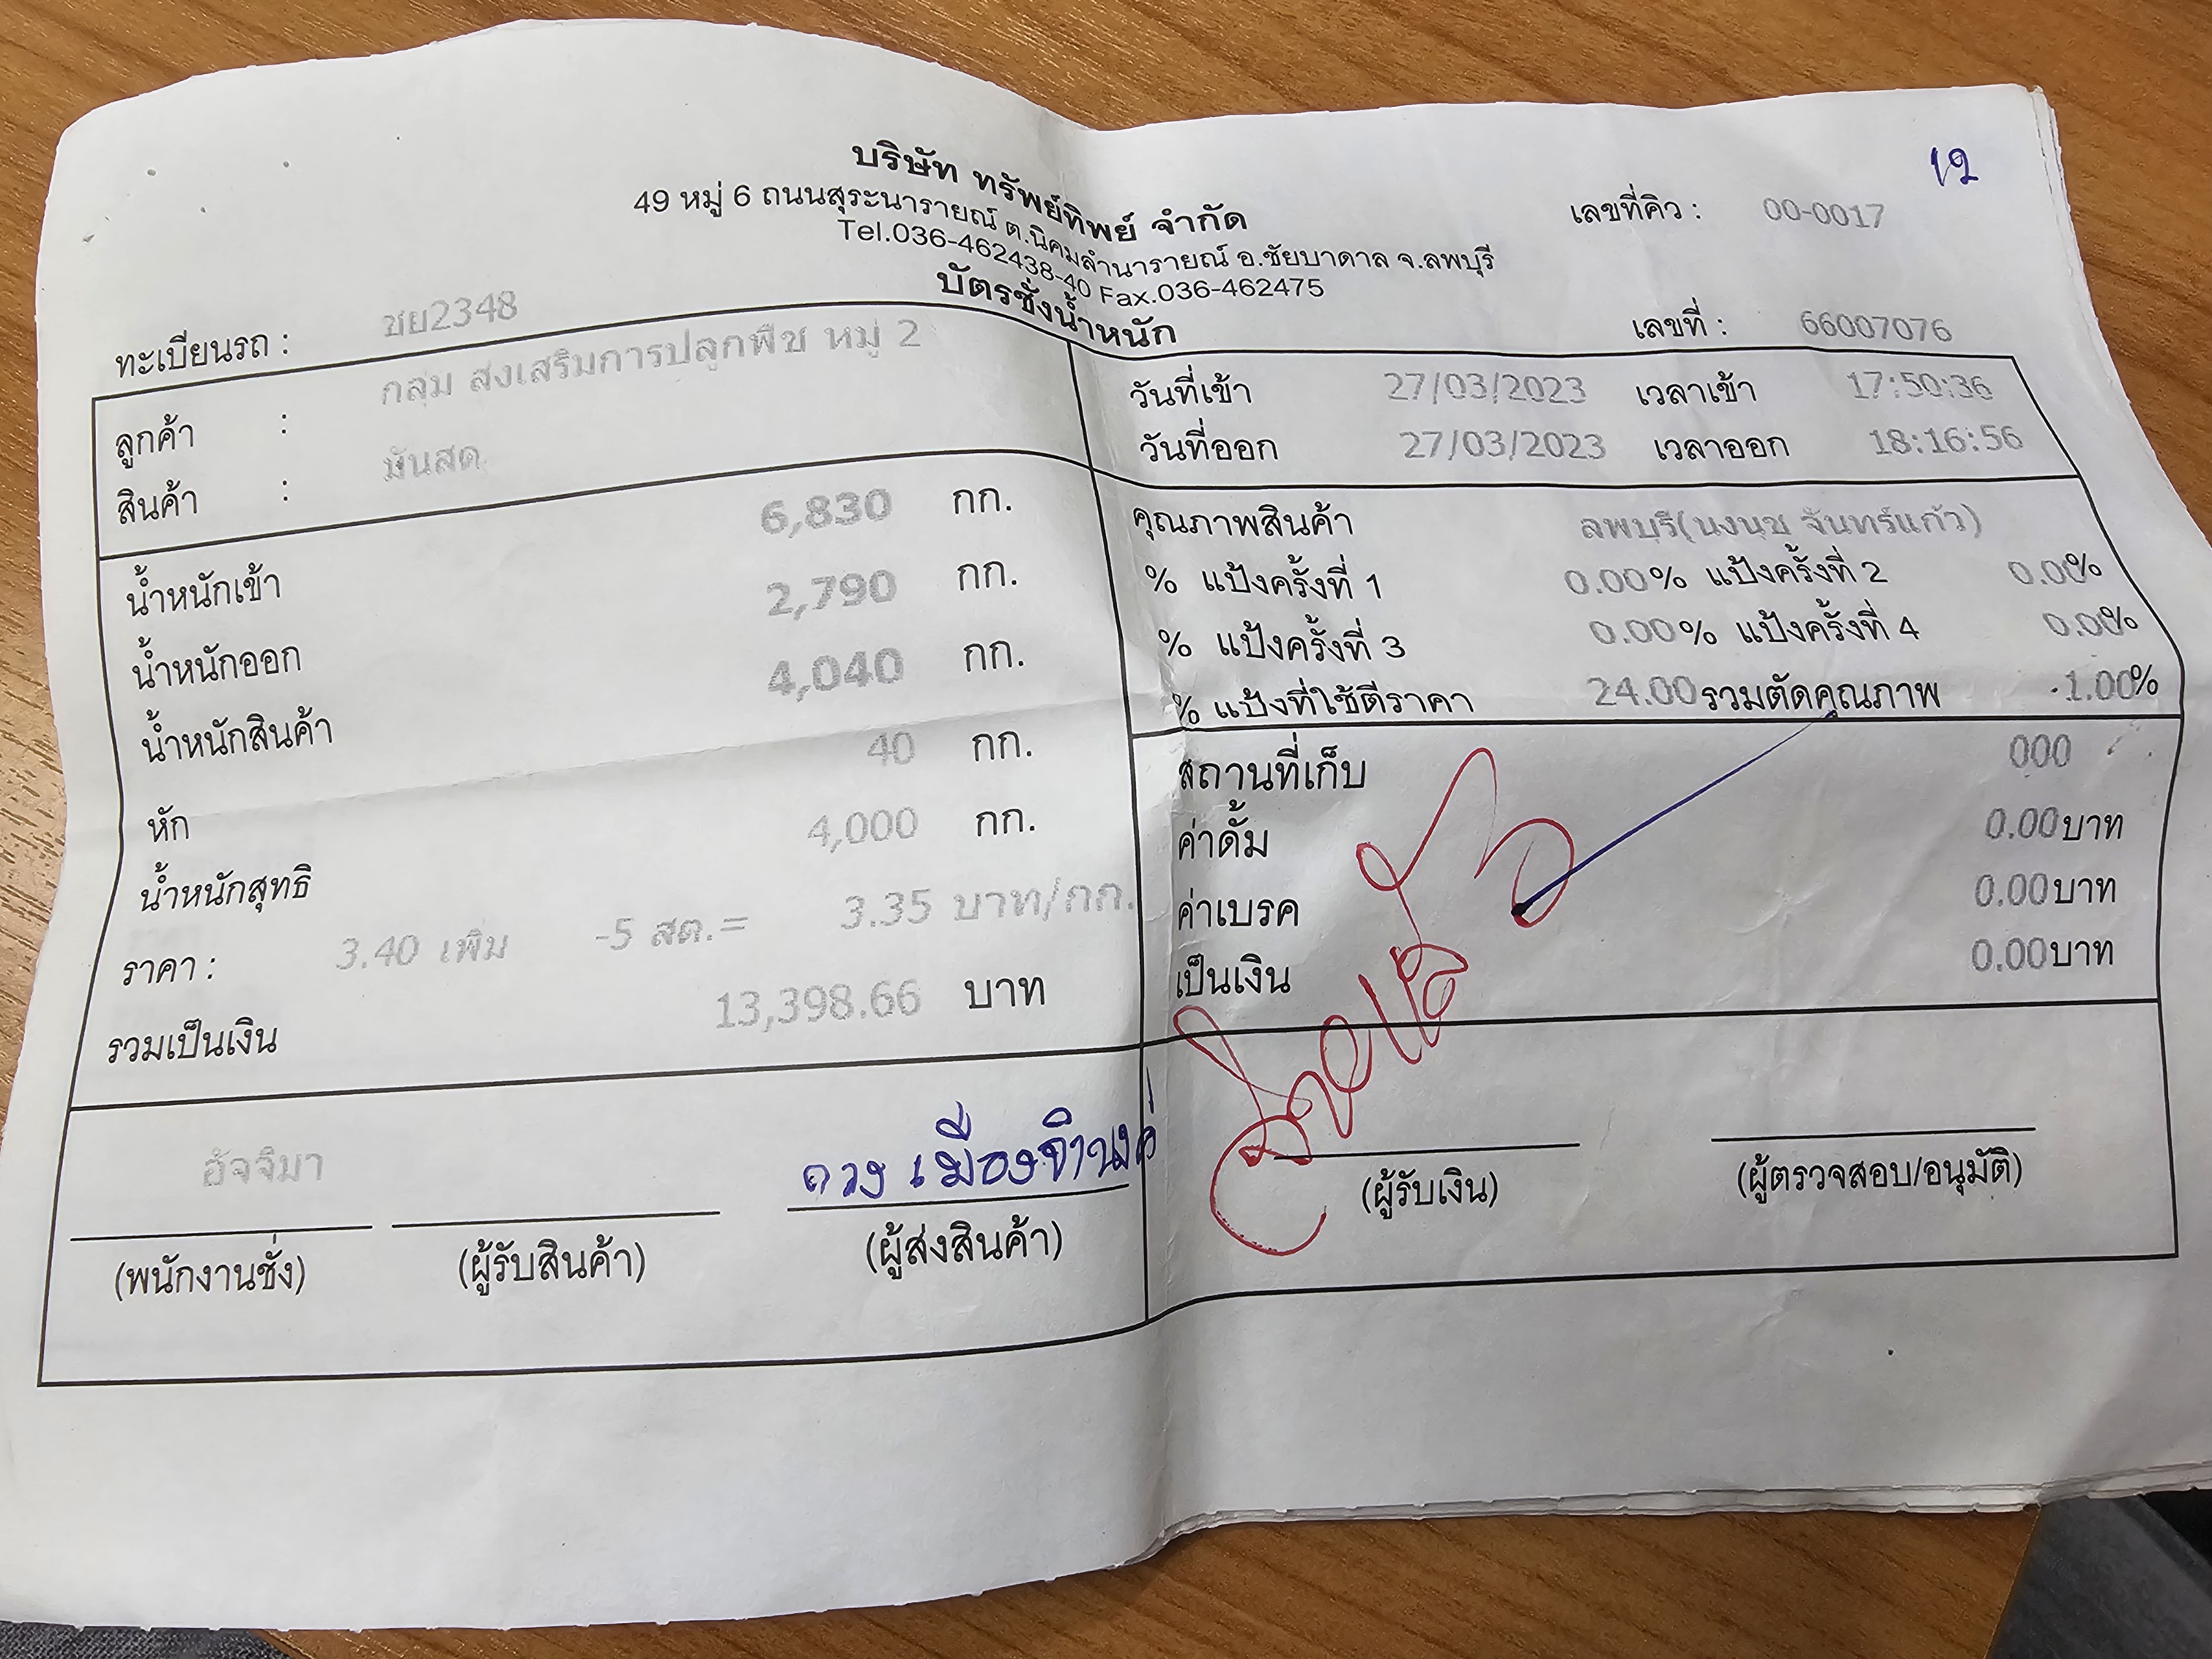 12
บริษัท ทรัพย์ทิพย์ จำกัด
49 หมู่ 6 ถนนสุระนารายณ์ ต.นิคมลำนารายณ์ อ.ชัยบาดาล จ.ลพบุรี
Tel.036-462438-40 Fax.036-462475
บัตรชั่งน้ำหนัก
เลขที่คิว : 00-0017
ทะเบียนรถ : ชย2348
เลขที่ : 66007076
ลูกค้า : กลุ่ม ส่งเสริมการปลูกพืช หมู่ 2
สินค้า : มันสด
วันที่เข้า 27/03/2023 เวลาเข้า 17:50:36
วันที่ออก 27/03/2023 เวลาออก 18:16:56
น้ำหนักเข้า 6,830 กก.
น้ำหนักออก 2,790 กก.
น้ำหนักสินค้า 4,040 กก.
หัก 40 กก.
น้ำหนักสุทธิ 4,000 กก.
ราคา : 3.40 เพิ่ม -5 สต.= 3.35 บาท/กก.
รวมเป็นเงิน 13,398.66 บาท
คุณภาพสินค้า ลพบุรี(นงนุช จันทร์แก้ว)
% แป้งครั้งที่ 1 0.00% แป้งครั้งที่ 2 0.00%
% แป้งครั้งที่ 3 0.00% แป้งครั้งที่ 4 0.00%
% แป้งที่ใช้ตีราคา 24.00 รวมตัดคุณภาพ -1.00%
สถานที่เก็บ 000
ค่าดั้ม 0.00บาท
ค่าเบรค 0.00บาท
เป็นเงิน 0.00บาท
อัจจิมา
(พนักงานชั่ง)
(ผู้รับสินค้า)
ดวง เมืองจำนงค์
(ผู้ส่งสินค้า)
(ผู้รับเงิน)
(ผู้ตรวจสอบ/อนุมัติ)